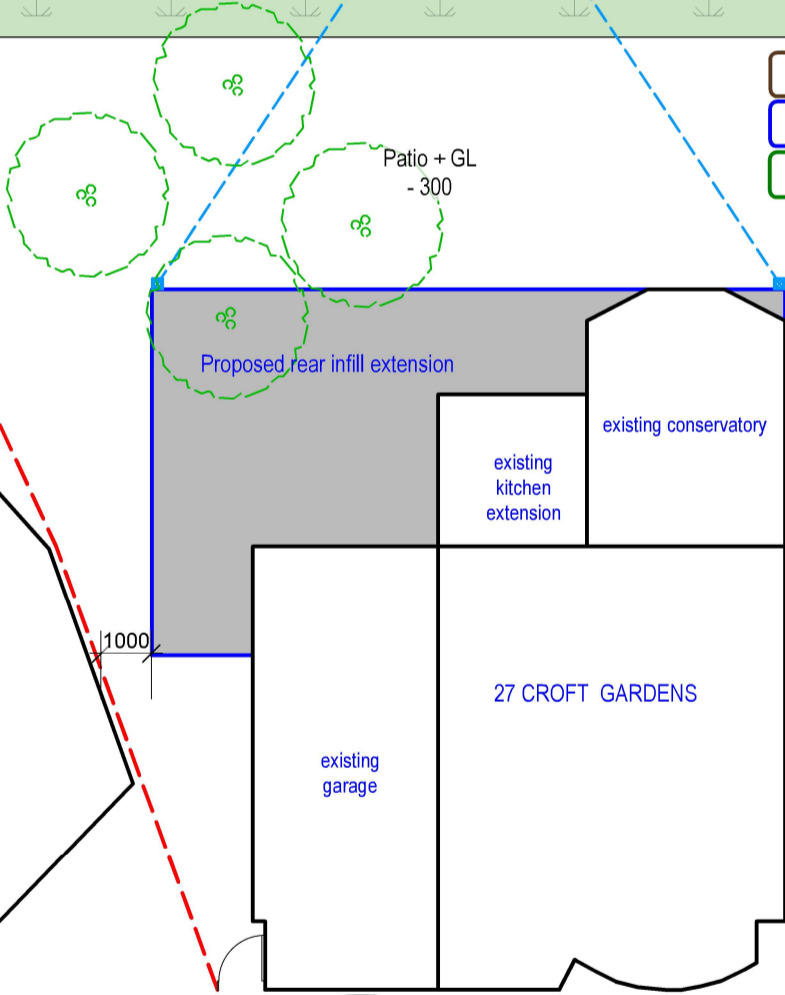 Patio + GL
- 300
Proposed rear infill extension
existing conservatory
existing
kitchen
extension
1000
27 CROFT GARDENS
existing
garage